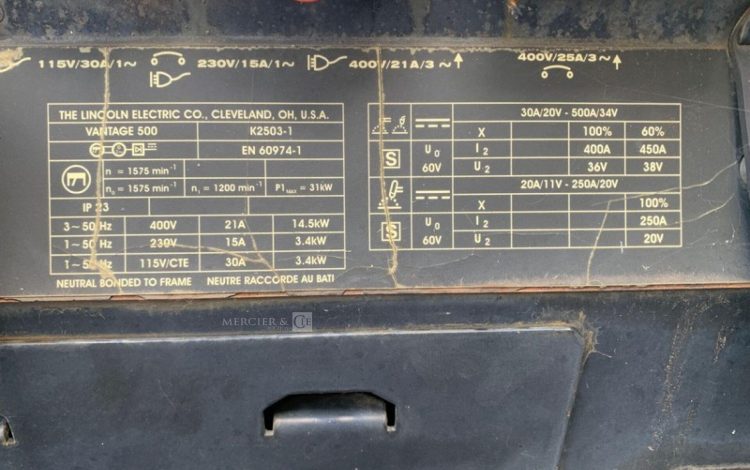 115V/30A/1~ 230V/15A/1~ 400V/21A/3~ 400V/25A/3~
THE LINCOLN ELECTRIC CO., CLEVELAND, OH, U.S.A.
VANTAGE 500 K2503-1
EN 60974-1
n = 1575 min⁻¹
n₀ = 1575 min⁻¹ n₁ = 1200 min⁻¹ P1MAX = 31kW
IP 23
3~50 Hz 400V 21A 14.5kW
1~50 Hz 230V 15A 3.4kW
1~50 Hz 115V/CTE 30A 3.4kW
NEUTRAL BONDED TO FRAME NEUTRE RACCORDE AU BATI
30A/20V - 500A/34V
X 100% 60%
S U₀ I₂ 400A 450A
60V U₂ 36V 38V
20A/11V - 250A/20V
X 100%
S U₀ I₂ 250A
60V U₂ 20V
MERCIER & CIE